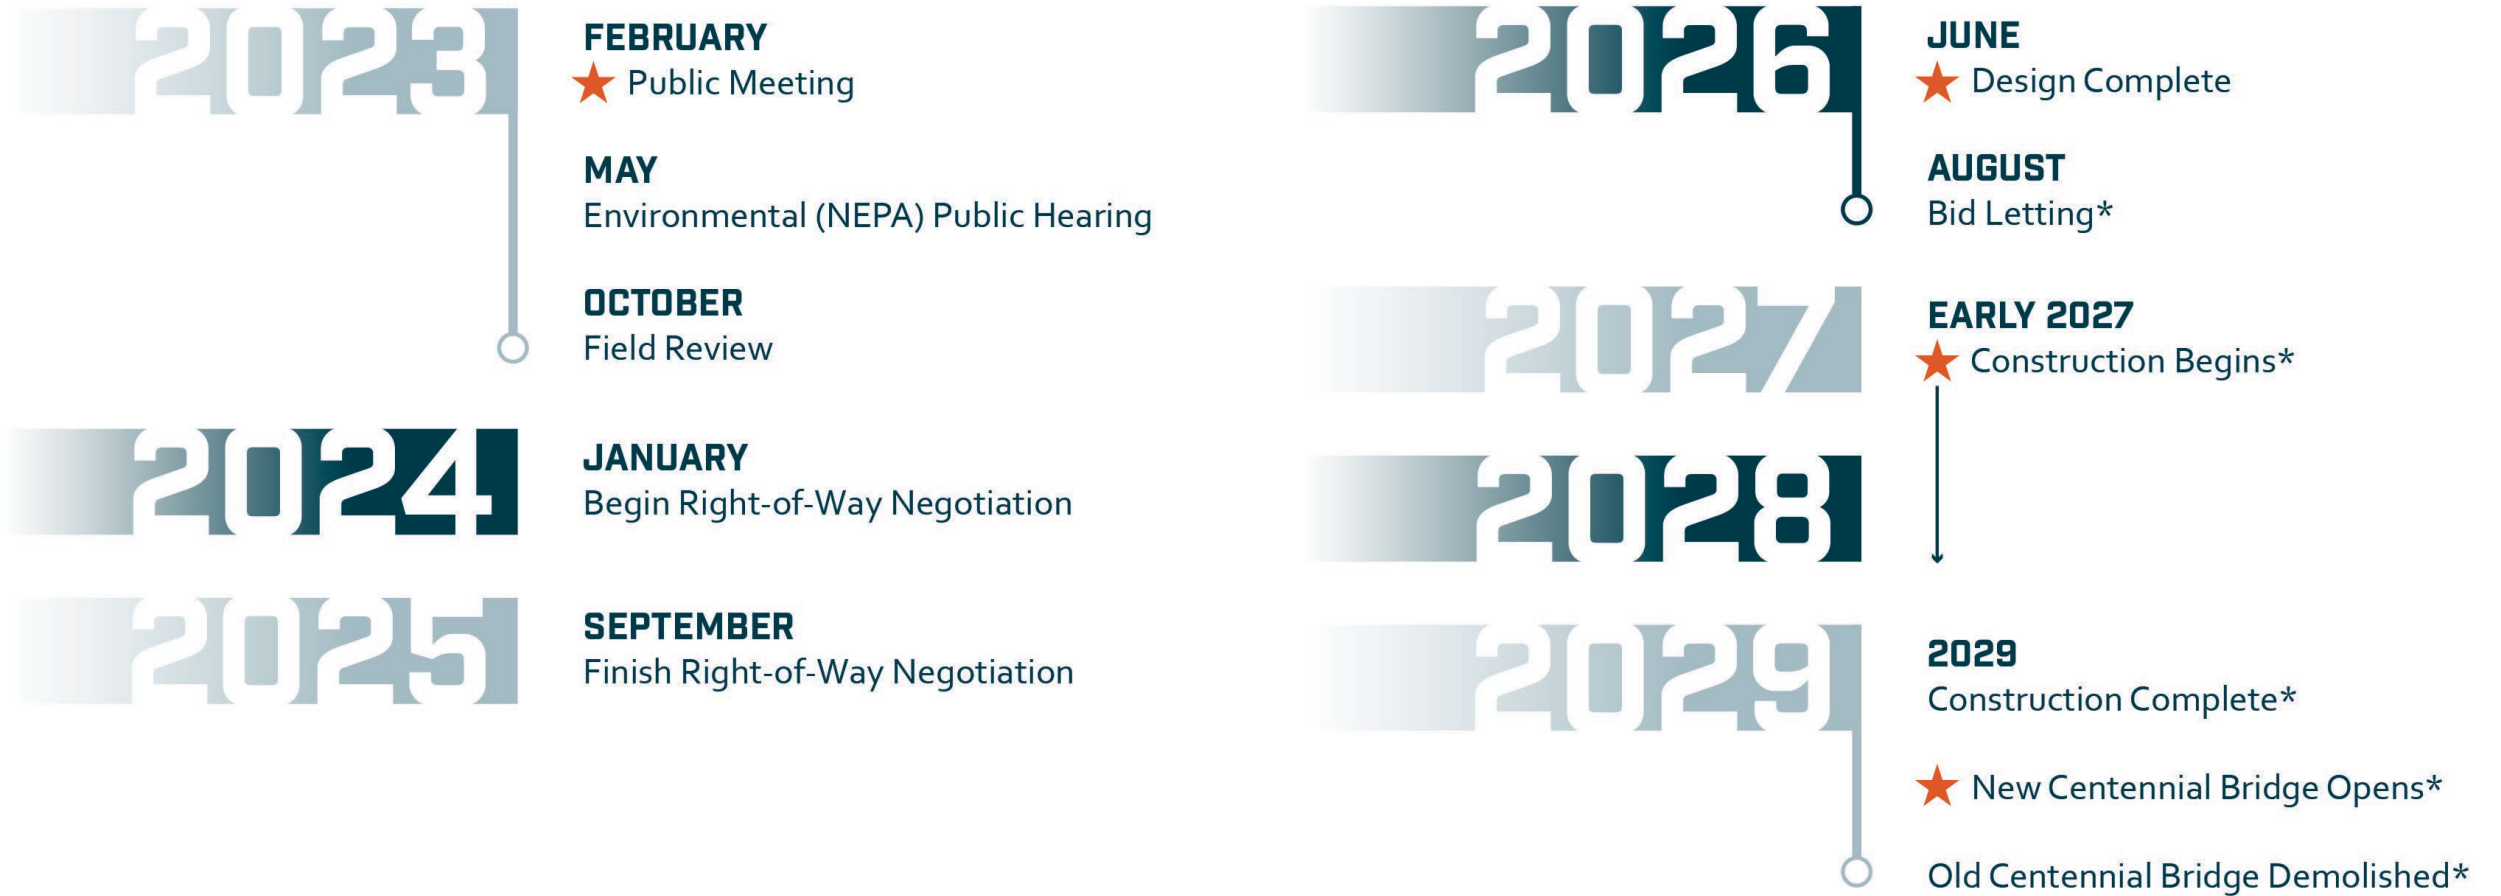 2023
FEBRUARY
Public Meeting
MAY
Environmental (NEPA) Public Hearing
OCTOBER
Field Review
2024
JANUARY
Begin Right-of-Way Negotiation
2025
SEPTEMBER
Finish Right-of-Way Negotiation
2026
JUNE
Design Complete
AUGUST
Bid Letting*
2027
EARLY 2027
Construction Begins*
2028
2029
2029
Construction Complete*
New Centennial Bridge Opens*
Old Centennial Bridge Demolished*